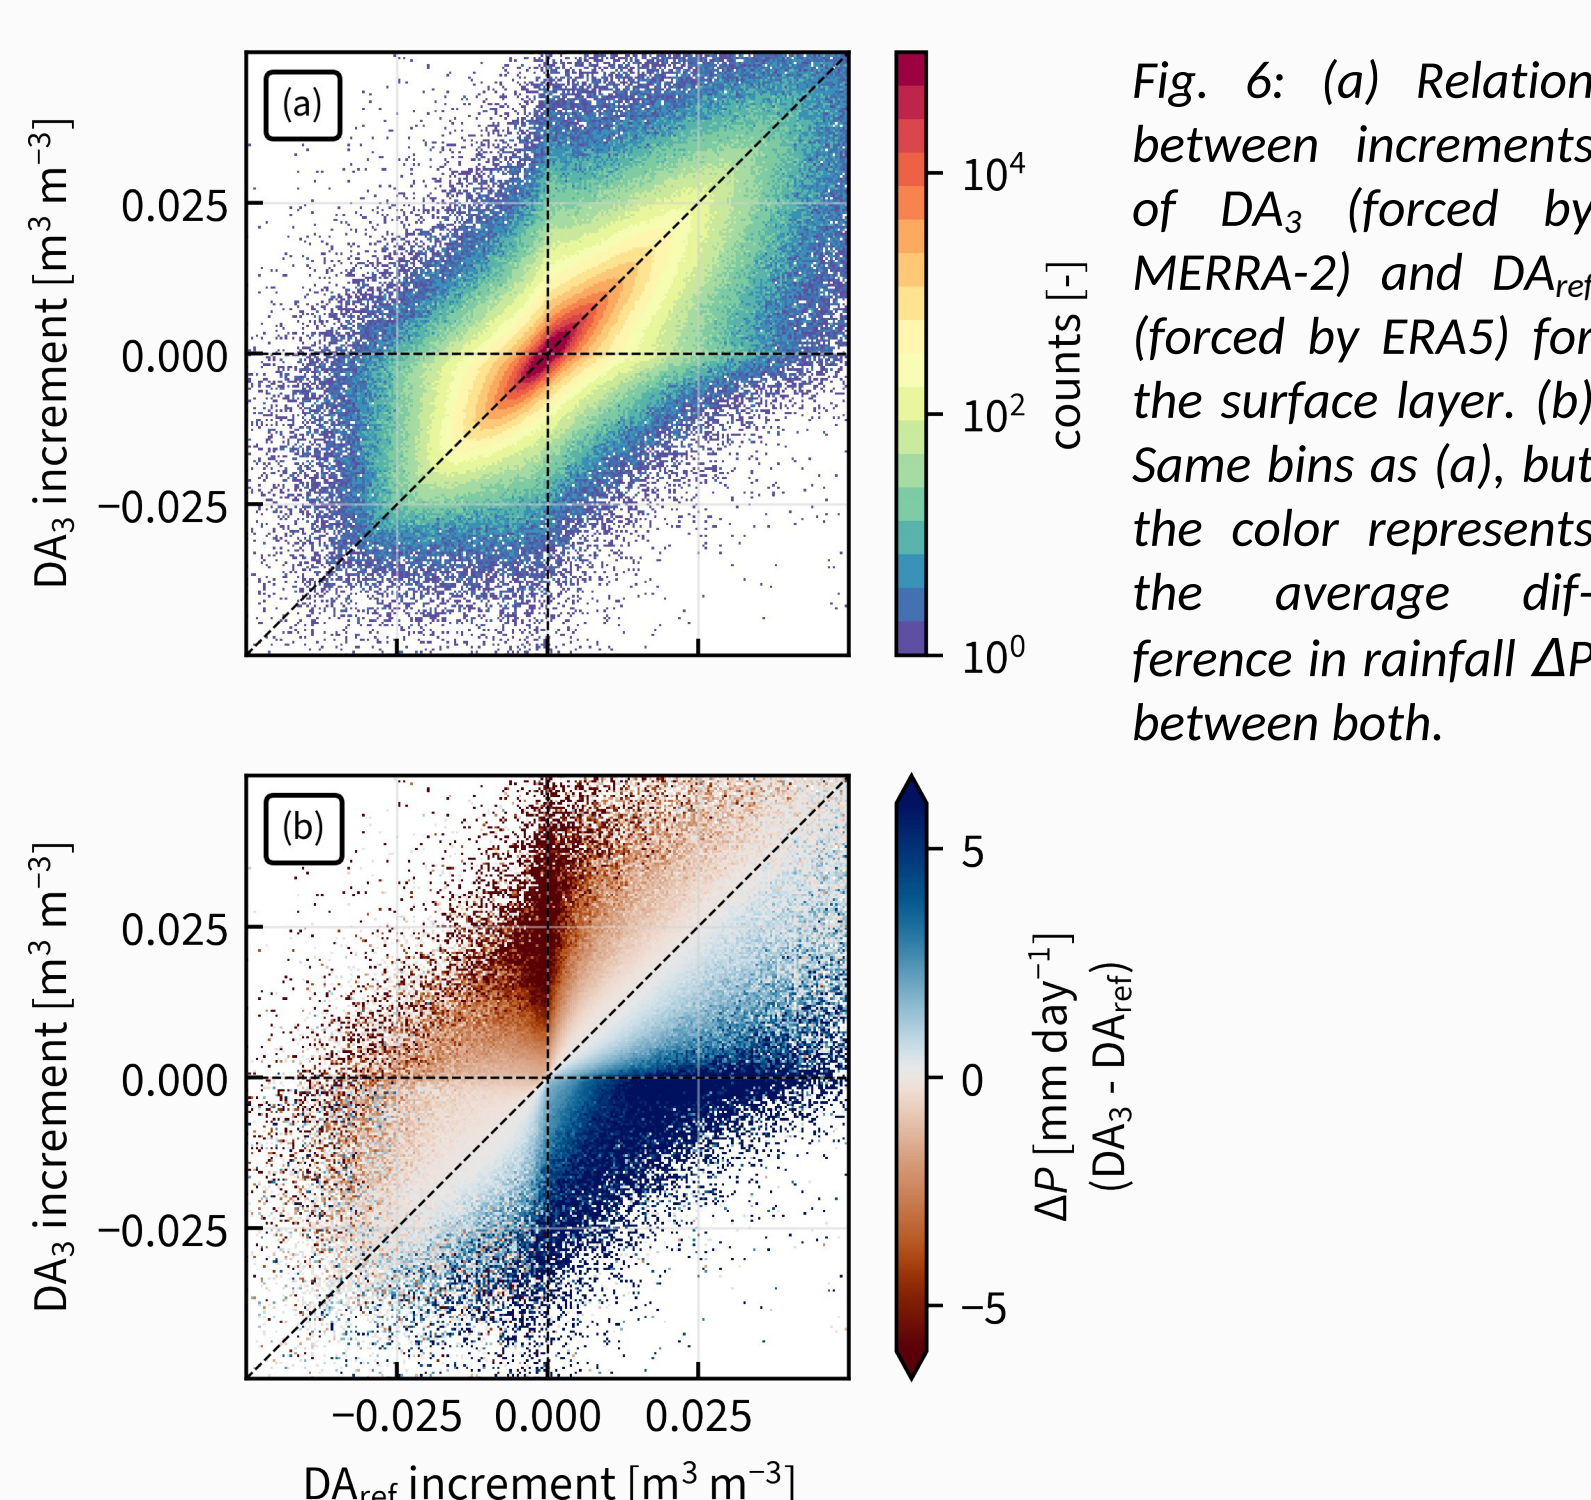 (a)
DA₃ increment [m³ m⁻³]
0.025
0.000
−0.025
10⁴
10²
10⁰
counts [-]
Fig. 6: (a) Relation
between increments
of DA₃ (forced by
MERRA-2) and DAref
(forced by ERA5) for
the surface layer. (b)
Same bins as (a), but
the color represents
the average dif-
ference in rainfall ΔP
between both.
(b)
DA₃ increment [m³ m⁻³]
0.025
0.000
−0.025
−0.025 0.000 0.025
DAref increment [m³ m⁻³]
5
0
−5
ΔP [mm day⁻¹]
(DA₃ - DAref)